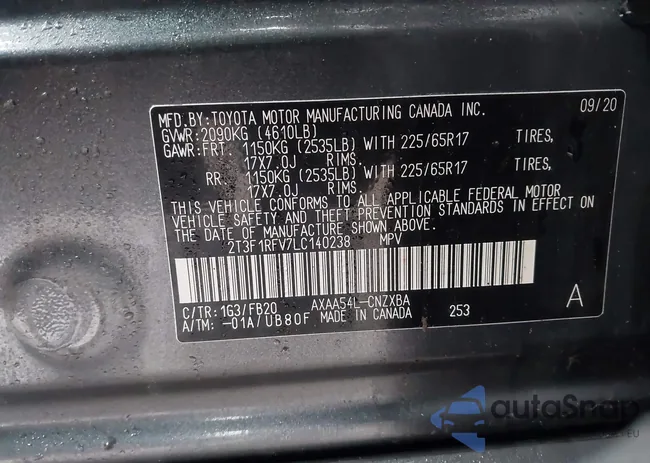 MFD.BY:TOYOTA MOTOR MANUFACTURING CANADA INC. 09/20
GVWR:2090KG (4610LB)
GAWR:FRT 1150KG (2535LB) WITH 225/65R17 TIRES,
17X7.0J RIMS.
RR 1150KG (2535LB) WITH 225/65R17 TIRES,
17X7.0J RIMS.
THIS VEHICLE CONFORMS TO ALL APPLICABLE FEDERAL MOTOR
VEHICLE SAFETY AND THEFT PREVENTION STANDARDS IN EFFECT ON
THE DATE OF MANUFACTURE SHOWN ABOVE.
2T3F1RFV7LC140238 MPV
C/TR:1G3/FB20 AXAA54L-CNZXBA A
A/TM:-01A/UB80F MADE IN CANADA 253
autoSnap